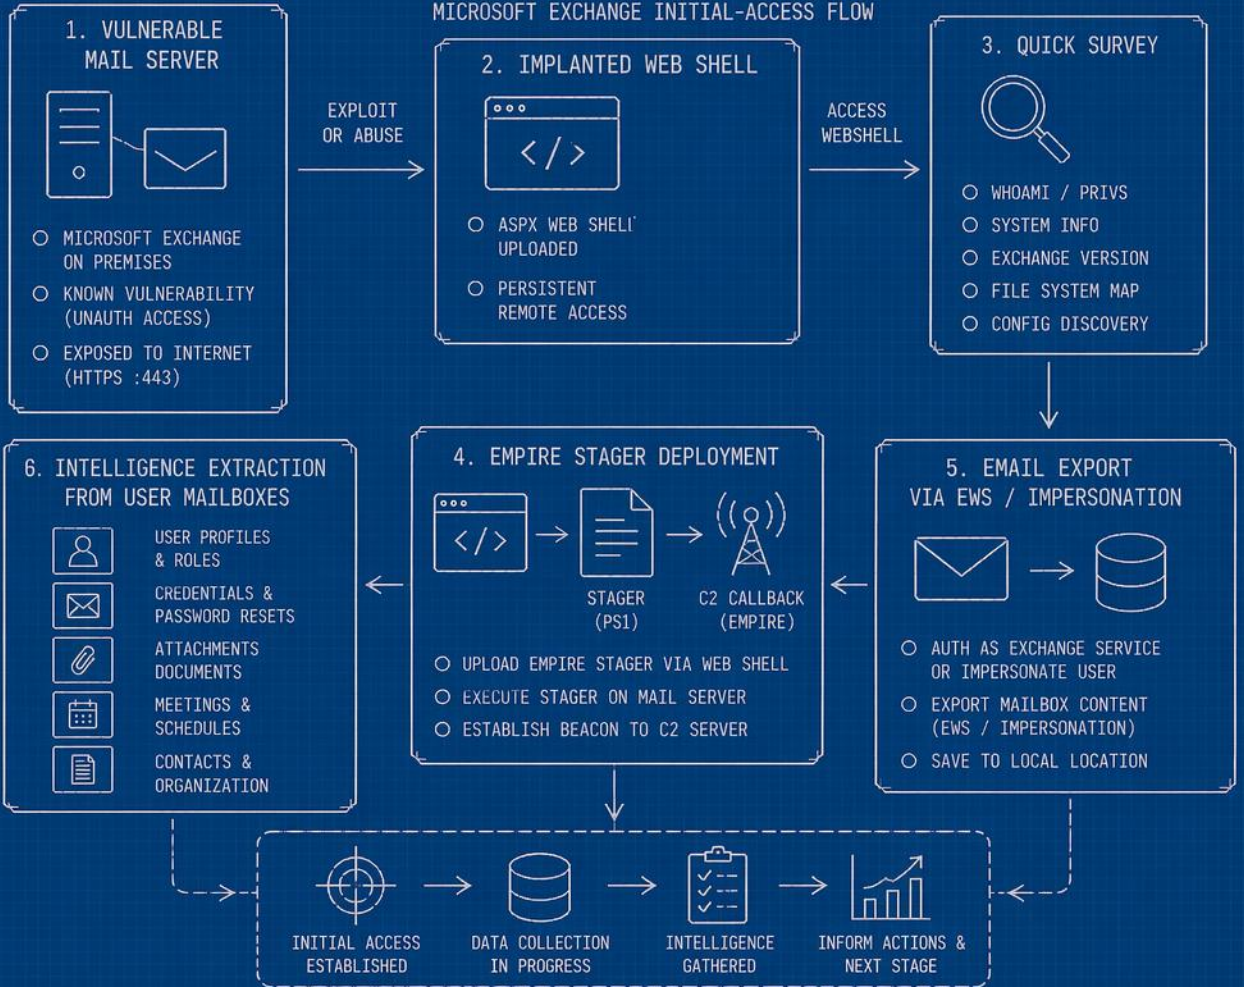 MICROSOFT EXCHANGE INITIAL-ACCESS FLOW
1. VULNERABLE
MAIL SERVER
MICROSOFT EXCHANGE
ON PREMISES
KNOWN VULNERABILITY
(UNAUTH ACCESS)
EXPOSED TO INTERNET
(HTTPS :443)
EXPLOIT
OR ABUSE
2. IMPLANTED WEB SHELL
</>
ASPX WEB SHELL
UPLOADED
PERSISTENT
REMOTE ACCESS
ACCESS
WEBSHELL
3. QUICK SURVEY
WHOAMI / PRIVS
SYSTEM INFO
EXCHANGE VERSION
FILE SYSTEM MAP
CONFIG DISCOVERY
6. INTELLIGENCE EXTRACTION
FROM USER MAILBOXES
USER PROFILES
& ROLES
CREDENTIALS &
PASSWORD RESETS
ATTACHMENTS
DOCUMENTS
MEETINGS &
SCHEDULES
CONTACTS &
ORGANIZATION
4. EMPIRE STAGER DEPLOYMENT
</>
STAGER
(PS1)
C2 CALLBACK
(EMPIRE)
UPLOAD EMPIRE STAGER VIA WEB SHELL
EXECUTE STAGER ON MAIL SERVER
ESTABLISH BEACON TO C2 SERVER
5. EMAIL EXPORT
VIA EWS / IMPERSONATION
AUTH AS EXCHANGE SERVICE
OR IMPERSONATE USER
EXPORT MAILBOX CONTENT
(EWS / IMPERSONATION)
SAVE TO LOCAL LOCATION
INITIAL ACCESS
ESTABLISHED
DATA COLLECTION
IN PROGRESS
INTELLIGENCE
GATHERED
INFORM ACTIONS &
NEXT STAGE